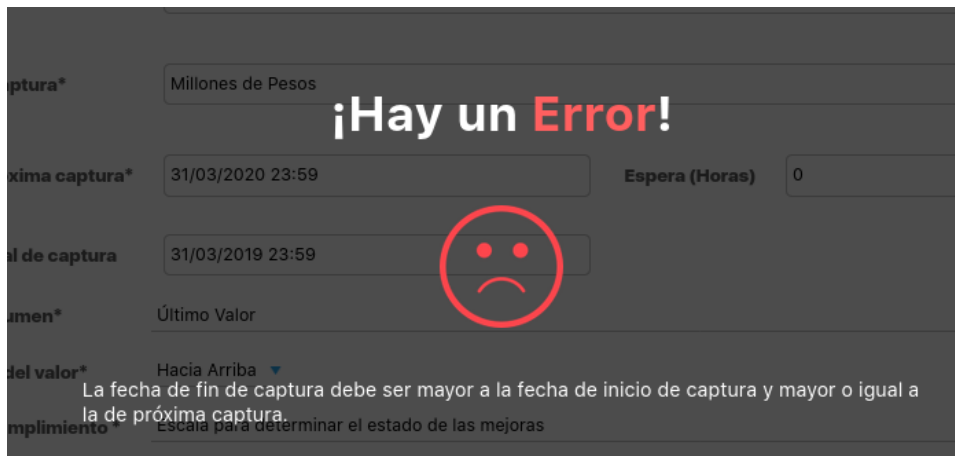 aptura* Millones de Pesos
¡Hay un Error!
xima captura* 31/03/2020 23:59 Espera (Horas) 0
al de captura 31/03/2019 23:59
umen* Último Valor
del valor* Hacia Arriba
La fecha de fin de captura debe ser mayor a la fecha de inicio de captura y mayor o igual a
la de próxima captura.
mplimiento * Escala para determinar el estado de las mejoras